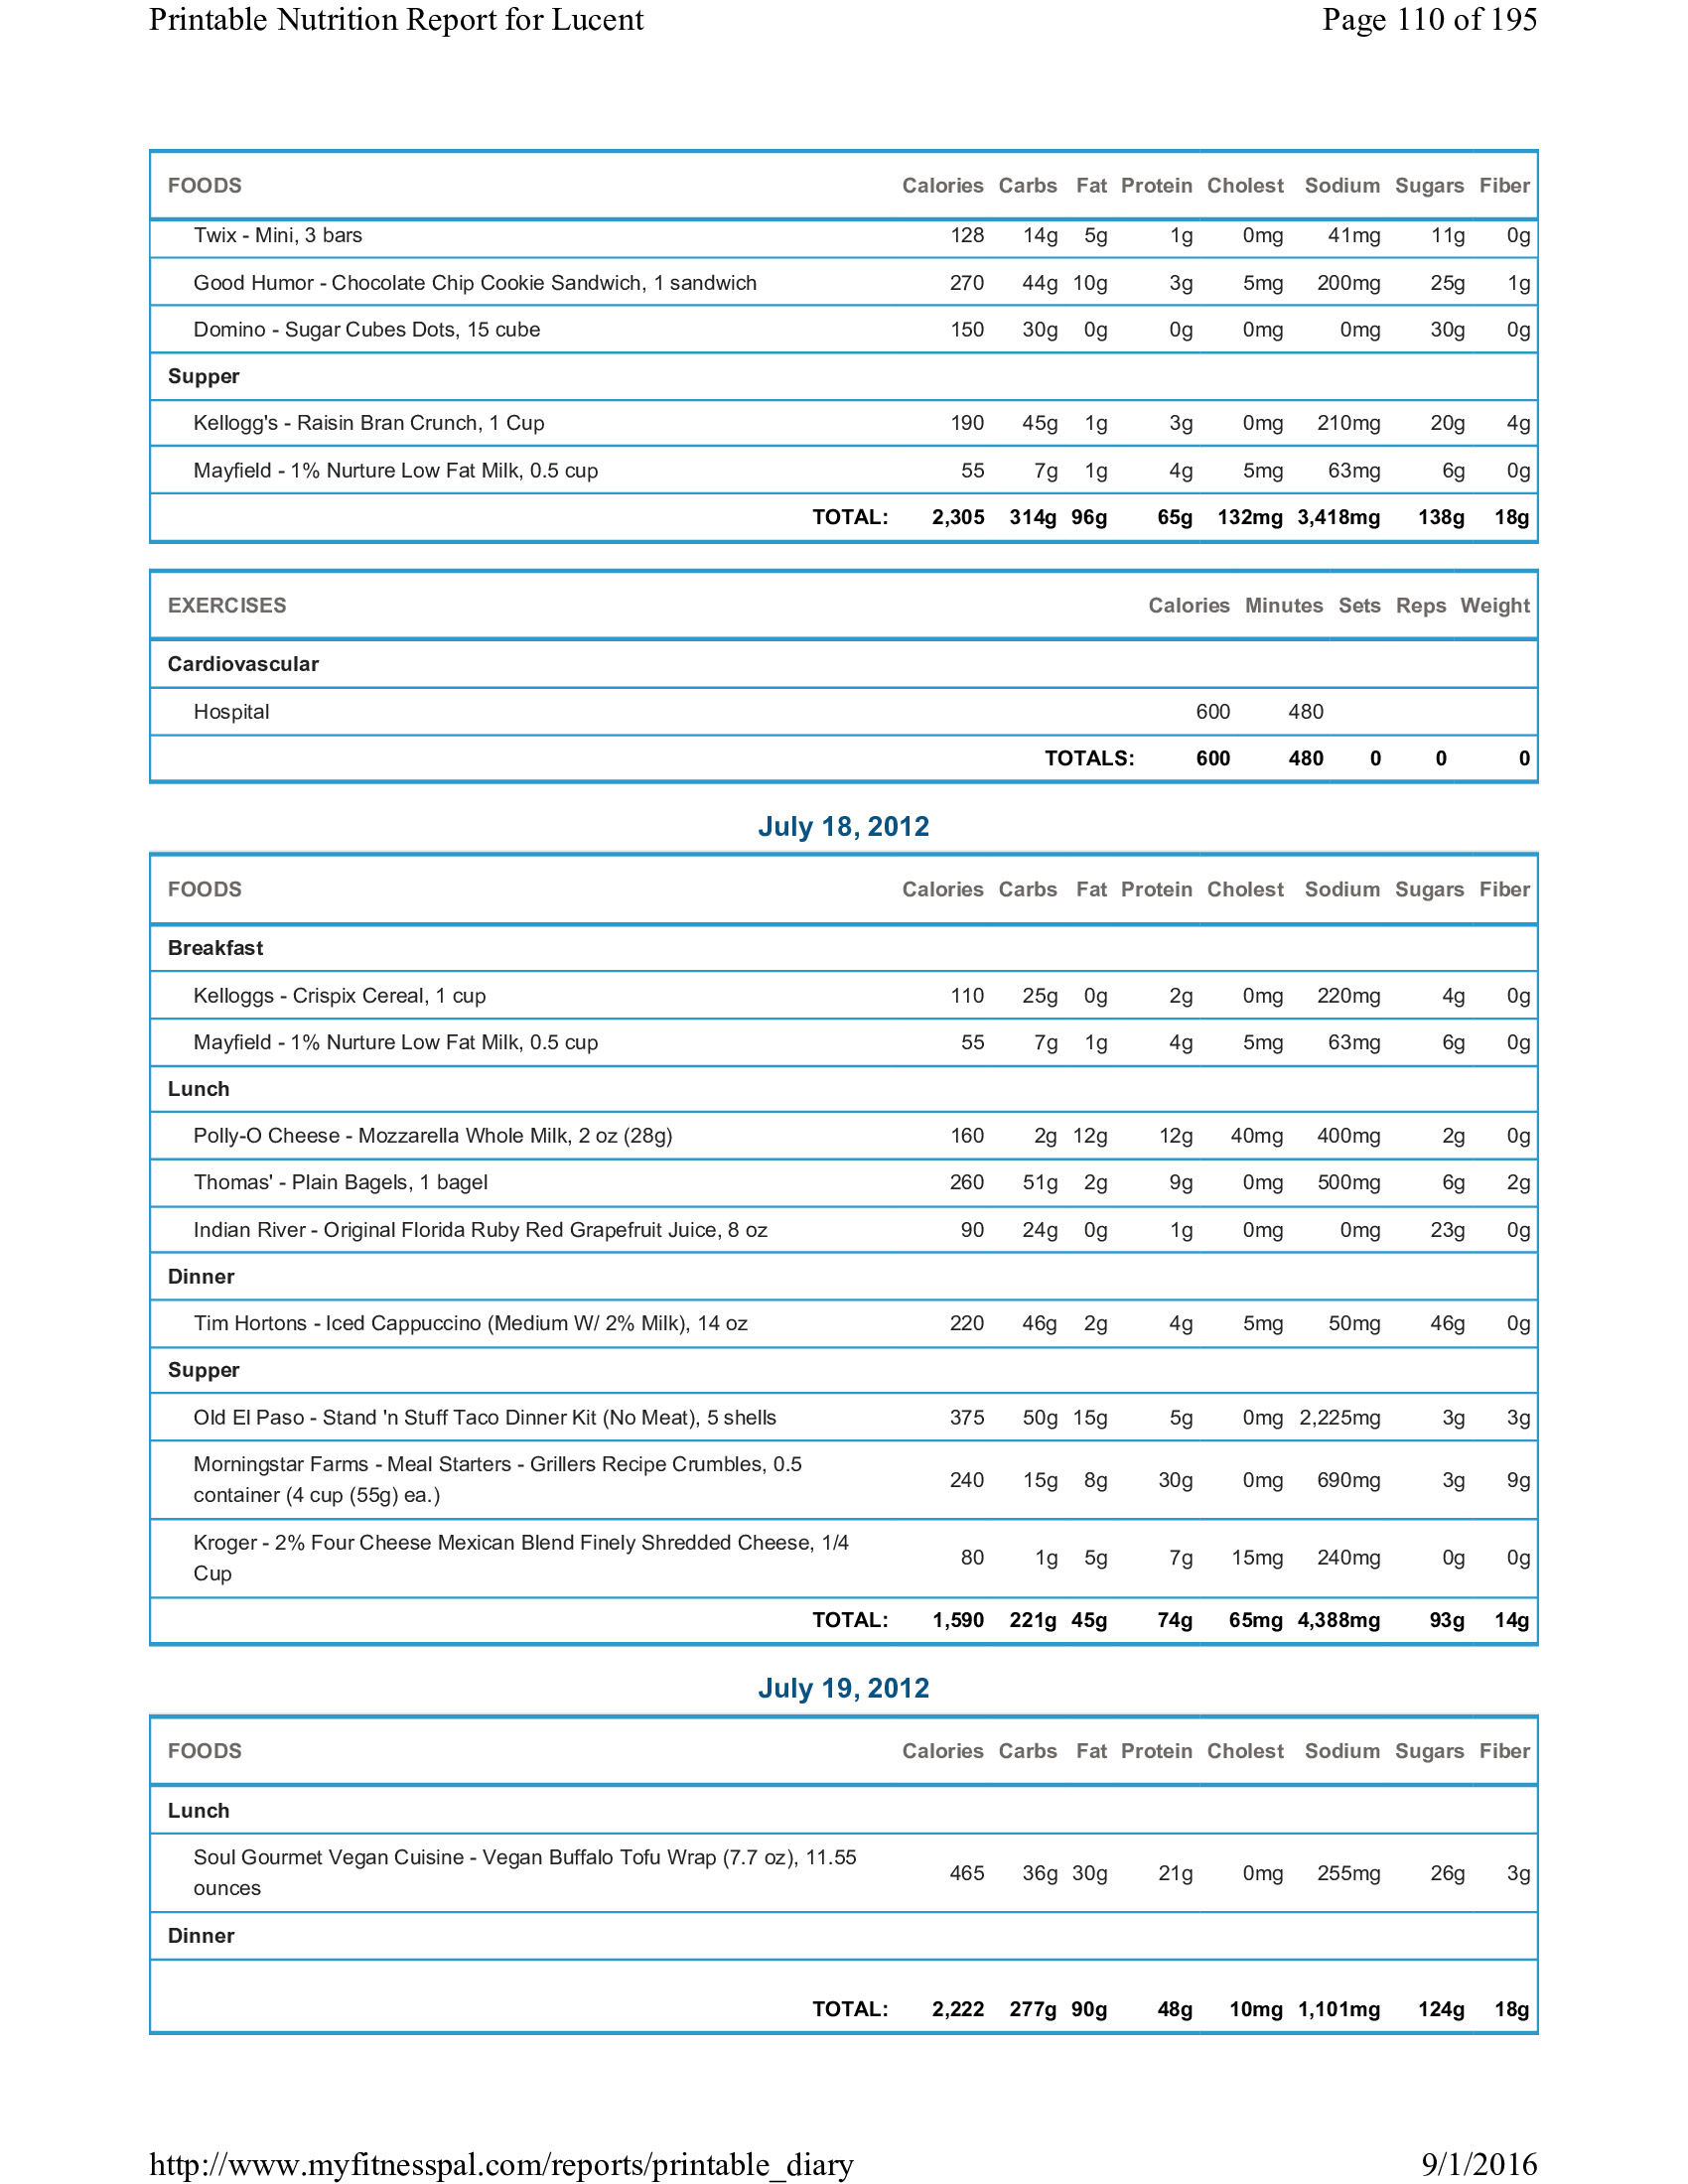 Printable Nutrition Report for Lucent Page 110 of 195
FOODS Calories Carbs Fat Protein Cholest Sodium Sugars Fiber
Twix - Mini, 3 bars 128 14g 5g 1g 0mg 41mg 11g 0g
Good Humor - Chocolate Chip Cookie Sandwich, 1 sandwich 270 44g 10g 3g 5mg 200mg 25g 1g
Domino - Sugar Cubes Dots, 15 cube 150 30g 0g 0g 0mg 0mg 30g 0g
Supper
Kellogg's - Raisin Bran Crunch, 1 Cup 190 45g 1g 3g 0mg 210mg 20g 4g
Mayfield - 1% Nurture Low Fat Milk, 0.5 cup 55 7g 1g 4g 5mg 63mg 6g 0g
TOTAL: 2,305 314g 96g 65g 132mg 3,418mg 138g 18g
EXERCISES Calories Minutes Sets Reps Weight
Cardiovascular
Hospital 600 480
TOTALS: 600 480 0 0 0
July 18, 2012
FOODS Calories Carbs Fat Protein Cholest Sodium Sugars Fiber
Breakfast
Kelloggs - Crispix Cereal, 1 cup 110 25g 0g 2g 0mg 220mg 4g 0g
Mayfield - 1% Nurture Low Fat Milk, 0.5 cup 55 7g 1g 4g 5mg 63mg 6g 0g
Lunch
Polly-O Cheese - Mozzarella Whole Milk, 2 oz (28g) 160 2g 12g 12g 40mg 400mg 2g 0g
Thomas' - Plain Bagels, 1 bagel 260 51g 2g 9g 0mg 500mg 6g 2g
Indian River - Original Florida Ruby Red Grapefruit Juice, 8 oz 90 24g 0g 1g 0mg 0mg 23g 0g
Dinner
Tim Hortons - Iced Cappuccino (Medium W/ 2% Milk), 14 oz 220 46g 2g 4g 5mg 50mg 46g 0g
Supper
Old El Paso - Stand 'n Stuff Taco Dinner Kit (No Meat), 5 shells 375 50g 15g 5g 0mg 2,225mg 3g 3g
Morningstar Farms - Meal Starters - Grillers Recipe Crumbles, 0.5
container (4 cup (55g) ea.) 240 15g 8g 30g 0mg 690mg 3g 9g
Kroger - 2% Four Cheese Mexican Blend Finely Shredded Cheese, 1/4
Cup 80 1g 5g 7g 15mg 240mg 0g 0g
TOTAL: 1,590 221g 45g 74g 65mg 4,388mg 93g 14g
July 19, 2012
FOODS Calories Carbs Fat Protein Cholest Sodium Sugars Fiber
Lunch
Soul Gourmet Vegan Cuisine - Vegan Buffalo Tofu Wrap (7.7 oz), 11.55
ounces 465 36g 30g 21g 0mg 255mg 26g 3g
Dinner
TOTAL: 2,222 277g 90g 48g 10mg 1,101mg 124g 18g
http://www.myfitnesspal.com/reports/printable_diary 9/1/2016